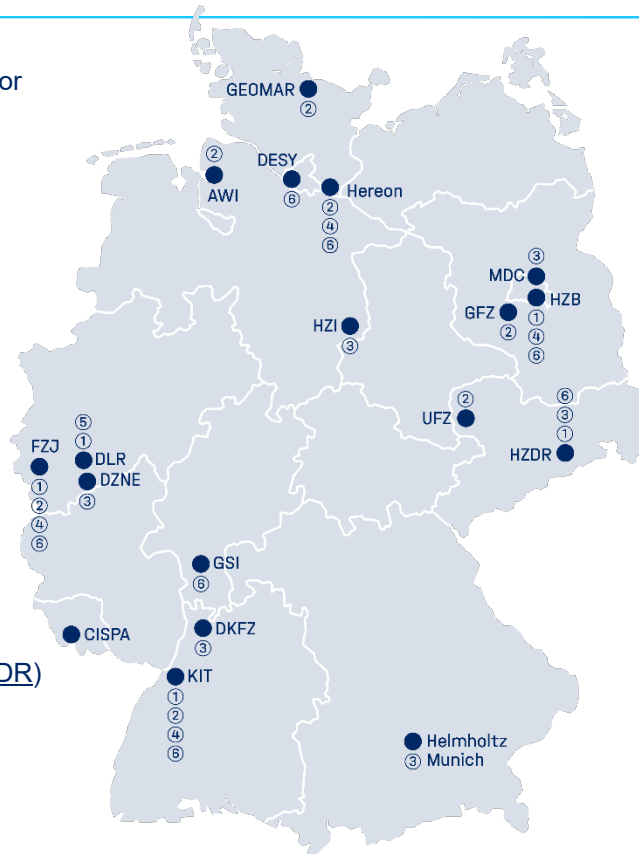 or
GEOMAR
②
②
AWI
DESY
⑥
Hereon
②
④
⑥
③
MDC
HZB
①
④
⑥
GFZ
②
HZI
③
②
UFZ
⑥
③
①
HZDR
⑤
①
DLR
DZNE
③
FZJ
①
②
④
⑥
GSI
⑥
CISPA
DKFZ
③
DR)
KIT
①
②
④
⑥
Helmholtz
③ Munich